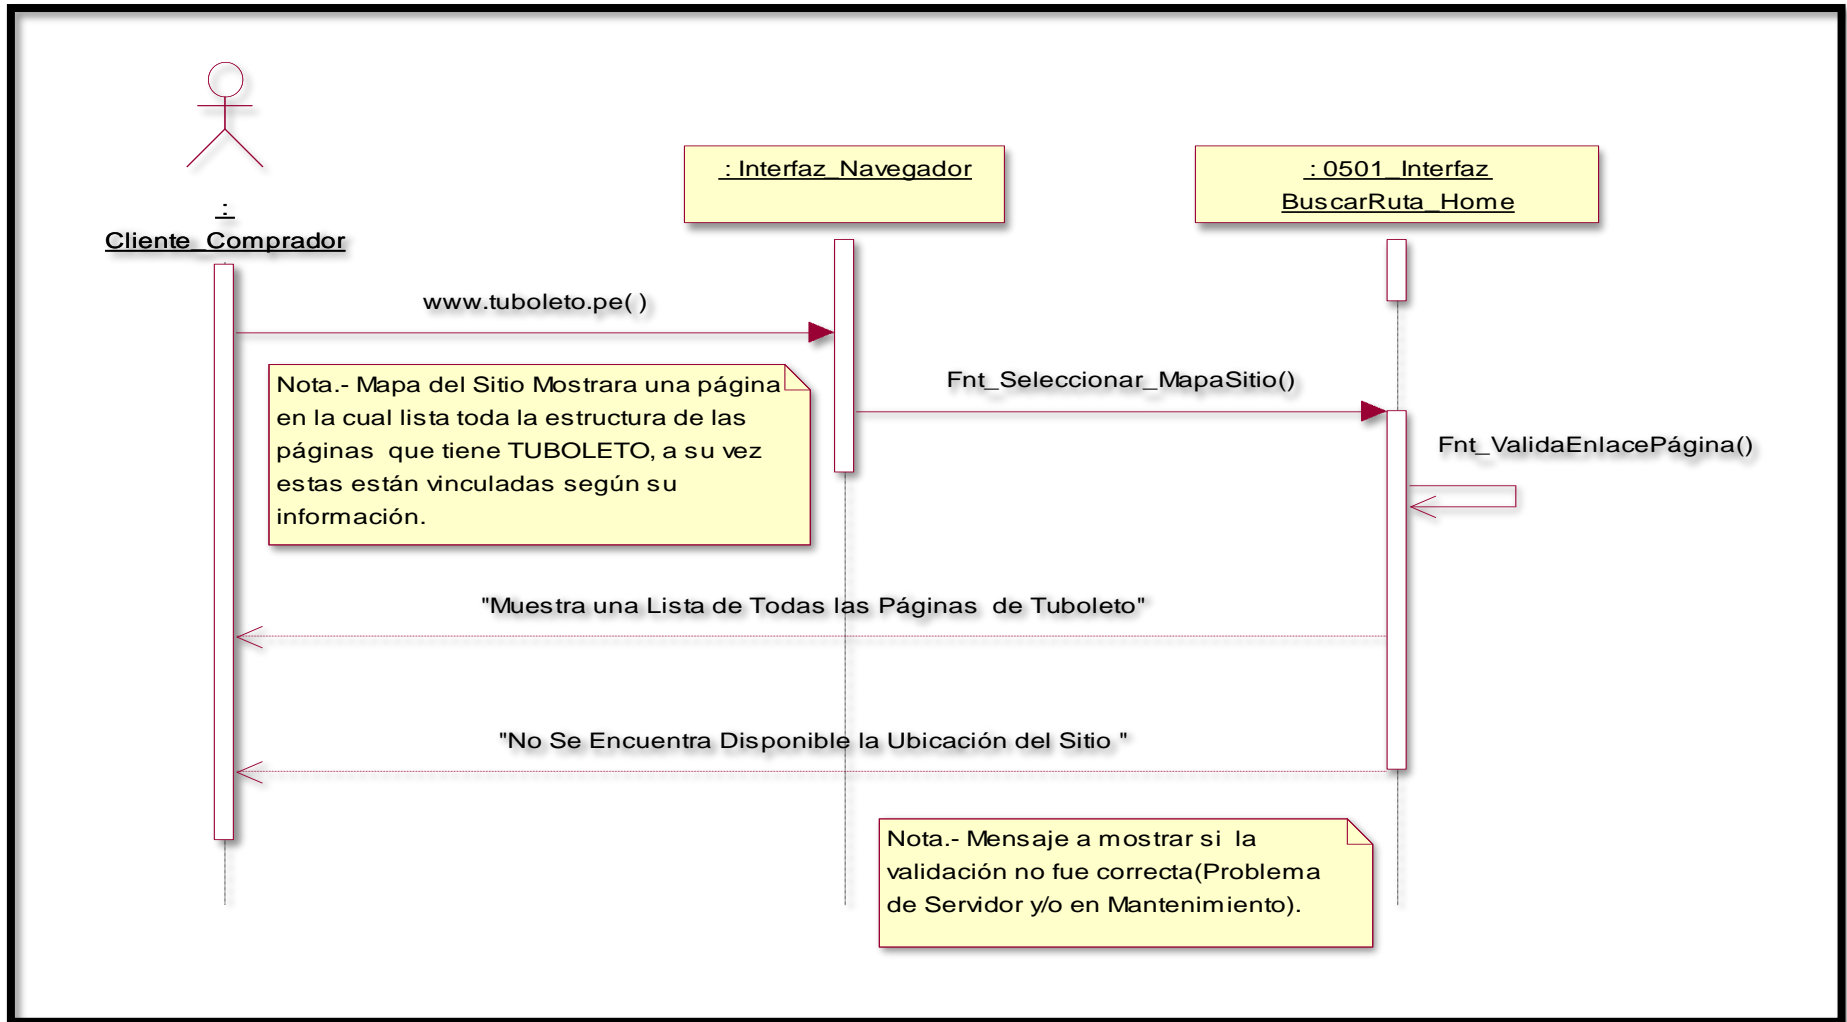 :
Cliente_Comprador
: Interfaz_Navegador
: 0501_Interfaz
BuscarRuta_Home
www.tuboleto.pe( )
Nota.- Mapa del Sitio Mostrara una página
en la cual lista toda la estructura de las
páginas que tiene TUBOLETO, a su vez
estas están vinculadas según su
información.
Fnt_Seleccionar_MapaSitio()
Fnt_ValidaEnlacePágina()
"Muestra una Lista de Todas las Páginas de Tuboleto"
"No Se Encuentra Disponible la Ubicación del Sitio "
Nota.- Mensaje a mostrar si la
validación no fue correcta(Problema
de Servidor y/o en Mantenimiento).